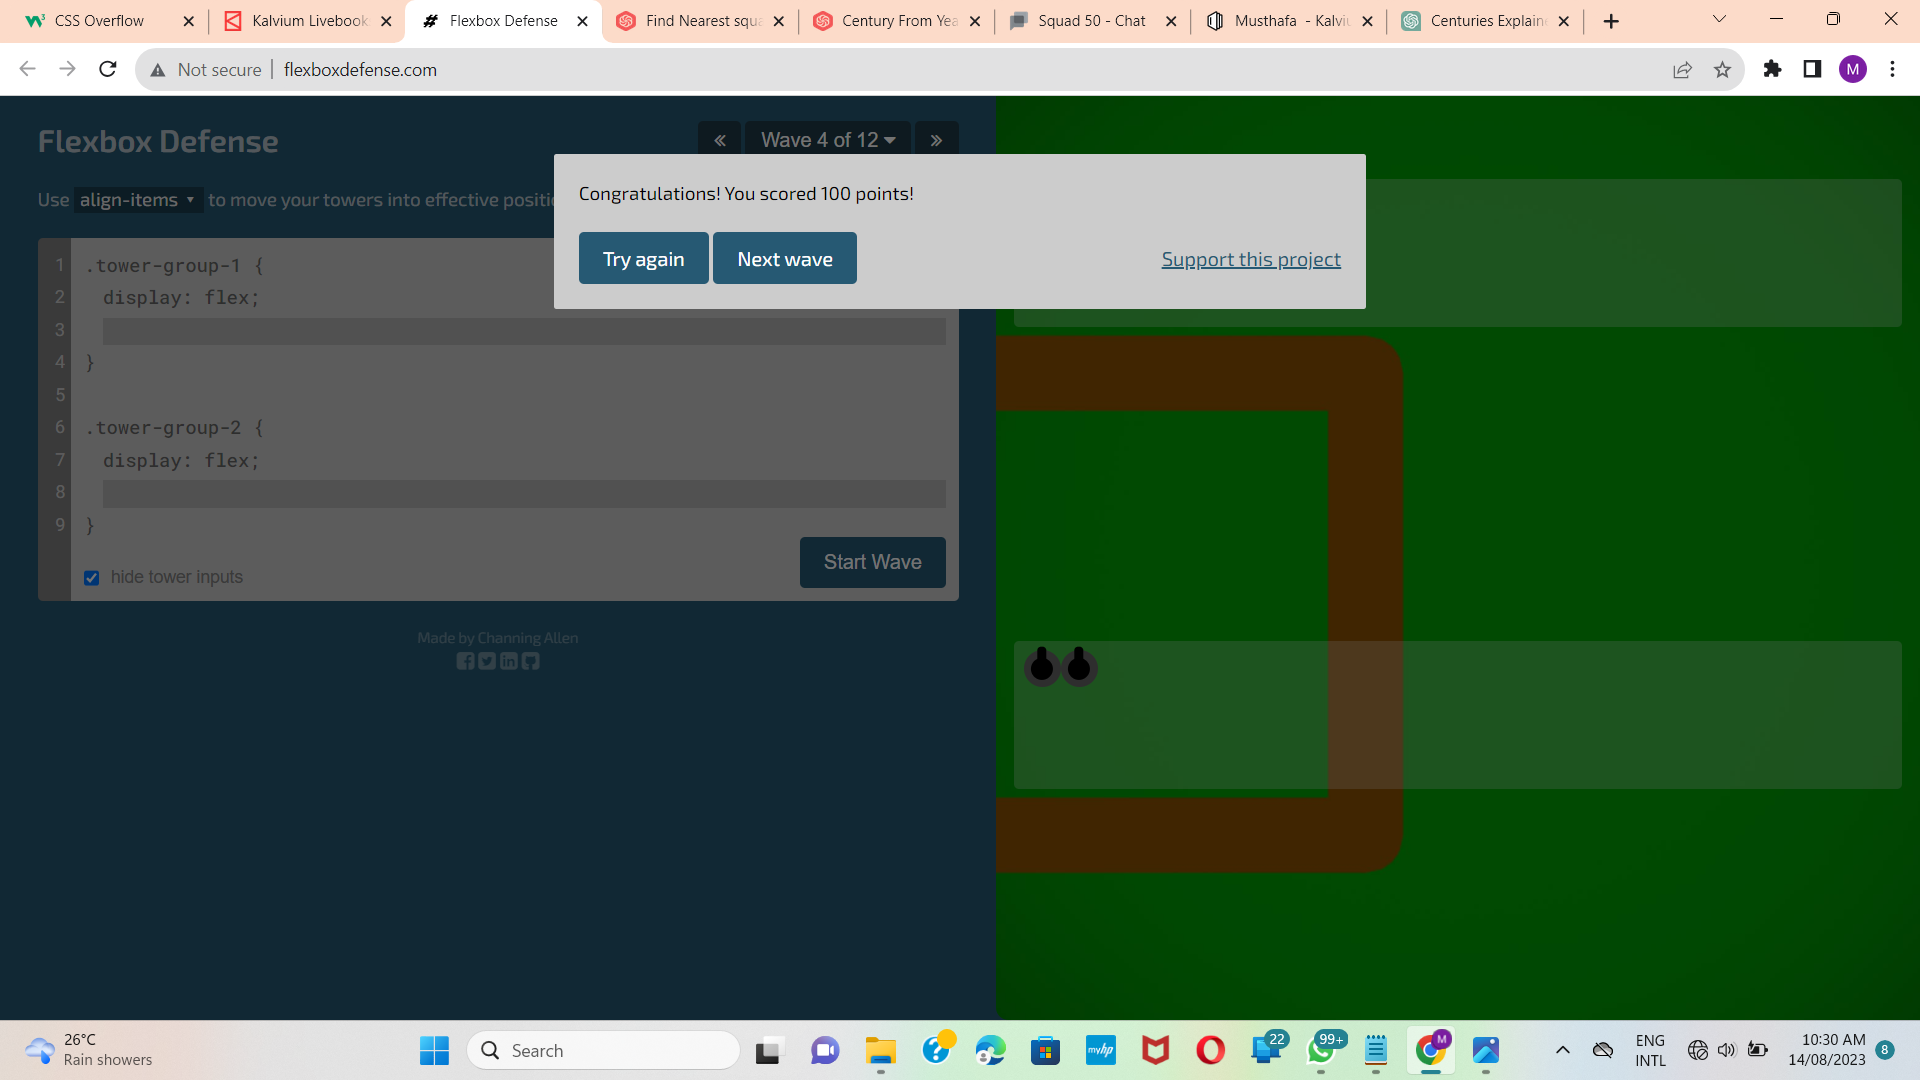 CSS Overflow
Kalvium Livebook
Flexbox Defense
Find Nearest squa
Century From Yea
Squad 50 - Chat
Musthafa - Kalviu
Centuries Explain
Not secure
flexboxdefense.com
M
Flexbox Defense
« Wave 4 of 12 »
Use align-items to move your towers into effective positio
Congratulations! You scored 100 points!
Try again
Next wave
Support this project
1 .tower-group-1 {
2 display: flex;
3
4 }
5
6 .tower-group-2 {
7 display: flex;
8
9 }
hide tower inputs
Start Wave
Made by Channing Allen
26°C
Rain showers
Search
myhp
22
99+
M
ENG
INTL
10:30 AM
14/08/2023
8